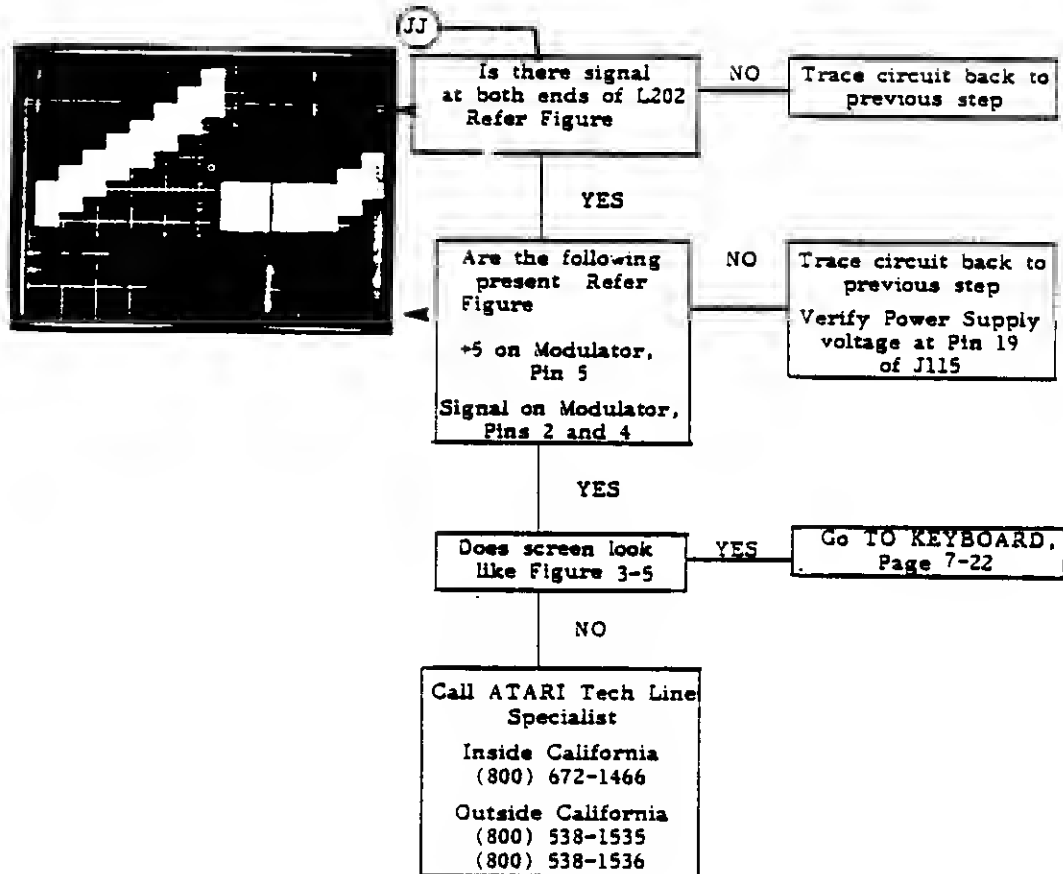 JJ
Is there signal
at both ends of L202
Refer Figure
NO
Trace circuit back to
previous step
YES
Are the following
present Refer
Figure
+5 on Modulator,
Pin 5
Signal on Modulator,
Pins 2 and 4
NO
Trace circuit back to
previous step
Verify Power Supply
voltage at Pin 19
of J115
YES
Does screen look
like Figure 3-5
YES
Go TO KEYBOARD,
Page 7-22
NO
Call ATARI Tech Line
Specialist
Inside California
(800) 672-1466
Outside California
(800) 538-1535
(800) 538-1536